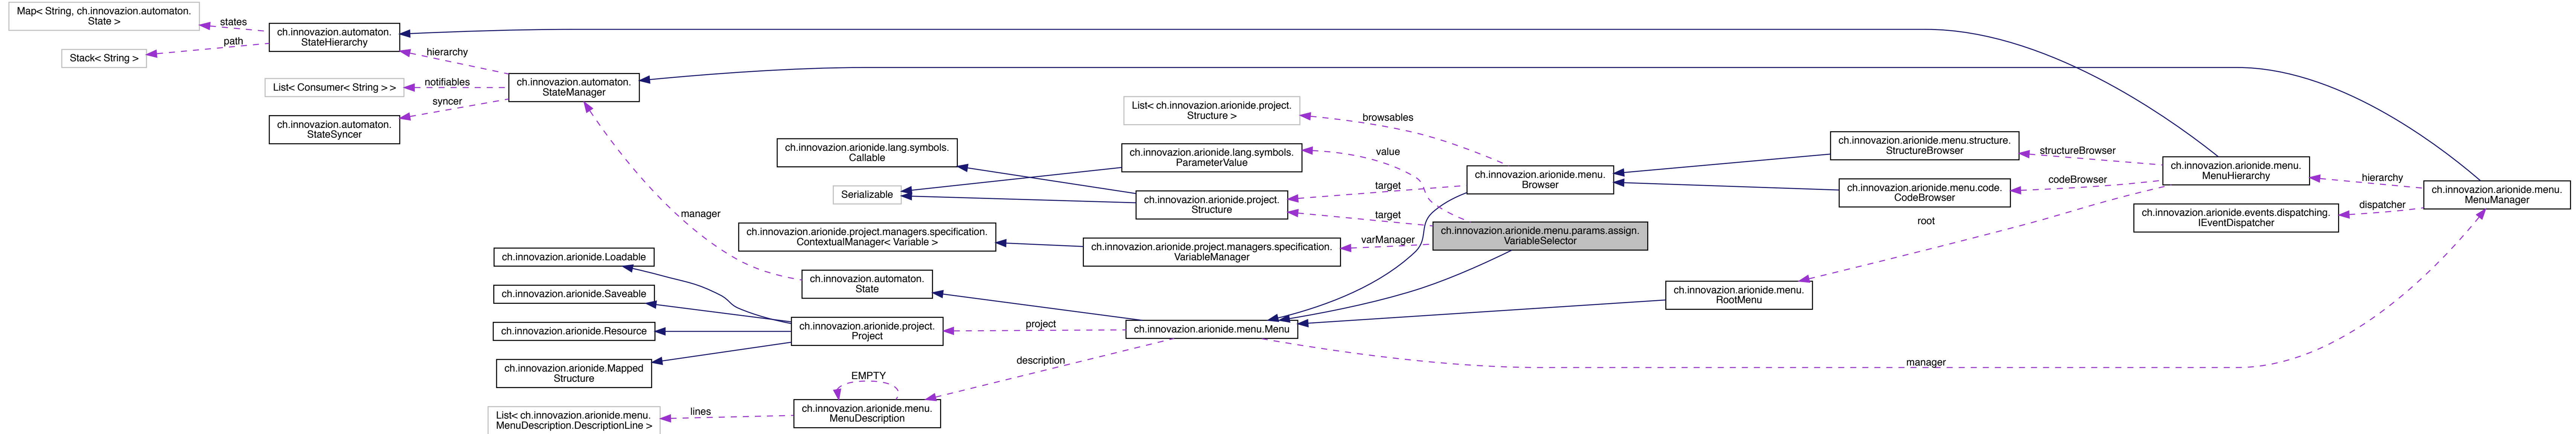 Map< String, ch.innovazion.automaton.
State >
states
ch.innovazion.automaton.
StateHierarchy
path
Stack< String >
hierarchy
List< Consumer< String > >
notifiables
ch.innovazion.automaton.
StateManager
syncer
ch.innovazion.automaton.
StateSyncer
List< ch.innovazion.arionide.project.
Structure >
browsables
ch.innovazion.arionide.lang.symbols.
Callable
ch.innovazion.arionide.lang.symbols.
ParameterValue
value
ch.innovazion.arionide.menu.structure.
StructureBrowser
structureBrowser
ch.innovazion.arionide.menu.
MenuHierarchy
hierarchy
ch.innovazion.arionide.menu.
MenuManager
ch.innovazion.arionide.menu.
Browser
target
codeBrowser
ch.innovazion.arionide.menu.code.
CodeBrowser
Serializable
ch.innovazion.arionide.project.
Structure
target
manager
dispatcher
ch.innovazion.arionide.events.dispatching.
IEventDispatcher
root
ch.innovazion.arionide.project.managers.specification.
ContextualManager< Variable >
ch.innovazion.arionide.project.managers.specification.
VariableManager
varManager
ch.innovazion.arionide.menu.params.assign.
VariableSelector
ch.innovazion.arionide.Loadable
ch.innovazion.automaton.
State
ch.innovazion.arionide.Saveable
ch.innovazion.arionide.menu.
RootMenu
ch.innovazion.arionide.Resource
ch.innovazion.arionide.project.
Project
project
ch.innovazion.arionide.menu.Menu
ch.innovazion.arionide.Mapped
Structure
description
manager
EMPTY
List< ch.innovazion.arionide.menu.
MenuDescription.DescriptionLine >
lines
ch.innovazion.arionide.menu.
MenuDescription